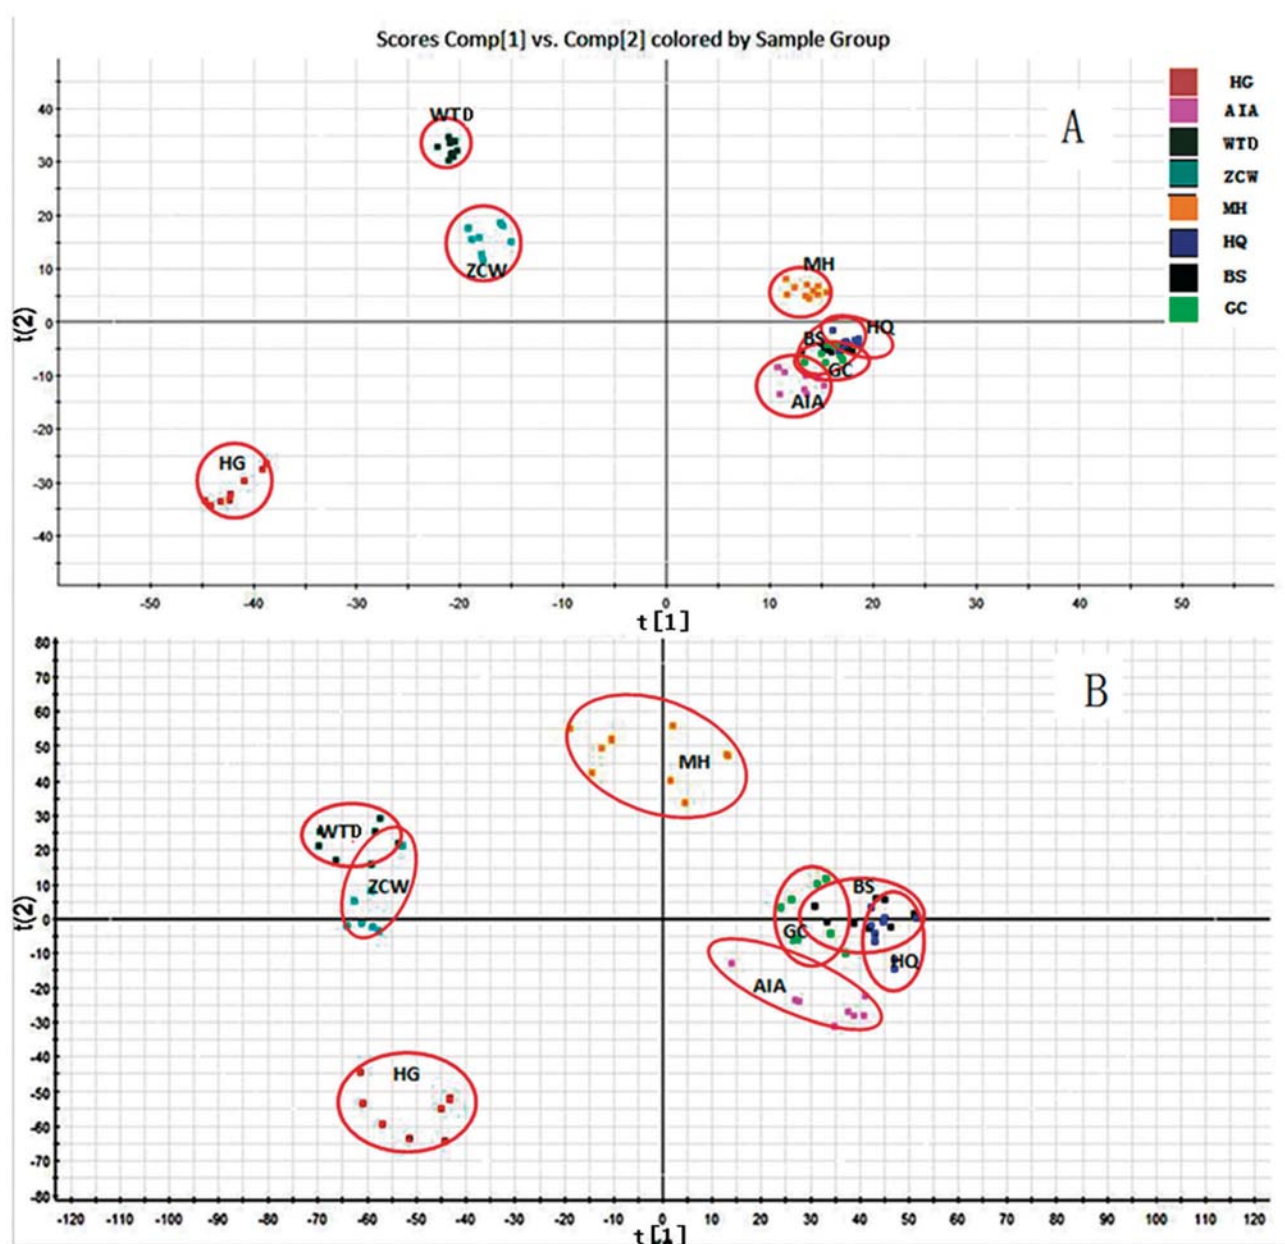 Scores Comp[1] vs. Comp[2] colored by Sample Group
A
HG
AIA
WTD
ZCW
MH
HQ
BS
GC
t(2)
40
30
20
10
0
-10
-20
-30
-40
WTD
ZCW
MH
HQ
BS
GC
AIA
HG
-50 -40 -30 -20 -10 0 10 20 30 40 50
t[1]
B
t(2)
80
70
60
50
40
30
20
10
0
-10
-20
-30
-40
-50
-60
-70
-80
MH
WTD
ZCW
BS
GC
HQ
AIA
HG
-120 -110 -100 -90 -80 -70 -60 -50 -40 -30 -20 -10 0 10 20 30 40 50 60 70 80 90 100 110 120
t[1]